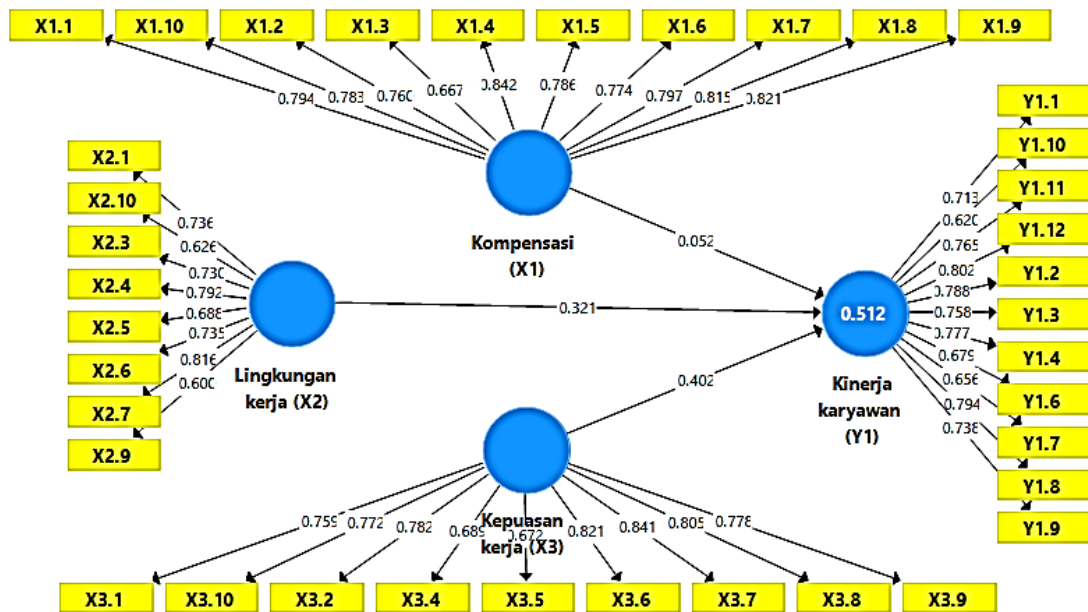 X1.1 X1.10 X1.2 X1.3 X1.4 X1.5 X1.6 X1.7 X1.8 X1.9
0.794 0.783 0.760 0.667 0.842 0.786 0.774 0.797 0.815 0.821
Kompensasi
(X1)
X2.1
X2.10
X2.3
X2.4
X2.5
X2.6
X2.7
X2.9
0.736
0.626
0.730
0.792
0.688
0.735
0.816
0.600
Lingkungan
kerja (X2)
0.052
0.321
0.402
0.512
Kinerja
karyawan
(Y1)
0.713
0.620
0.765
0.802
0.788
0.758
0.777
0.679
0.656
0.794
0.738
Y1.1
Y1.10
Y1.11
Y1.12
Y1.2
Y1.3
Y1.4
Y1.6
Y1.7
Y1.8
Y1.9
Kepuasan
kerja (X3)
0.759 0.772 0.782 0.689 0.672 0.821 0.841 0.805 0.778
X3.1 X3.10 X3.2 X3.4 X3.5 X3.6 X3.7 X3.8 X3.9